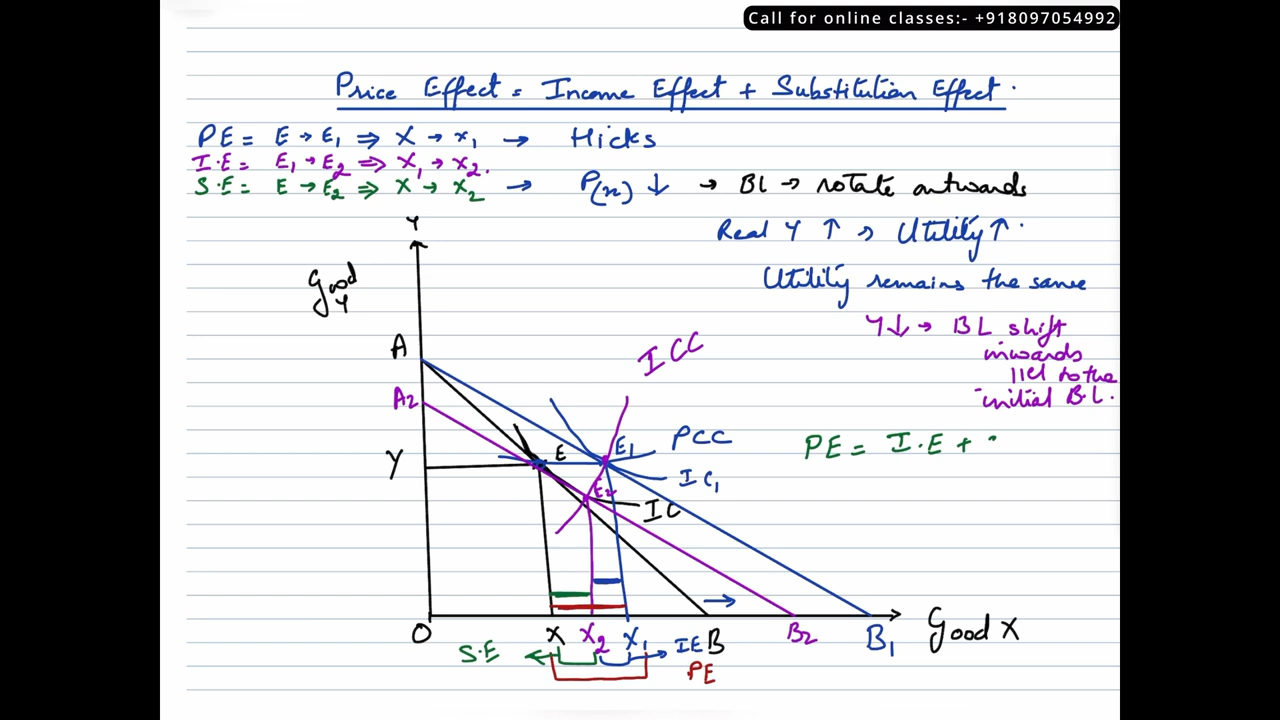 Call for online classes:- +918097054992
Price Effect = Income Effect + Substitution Effect.
PE = E → E1 ⇒ X → x1 → Hicks
I.E = E1 → E2 ⇒ X1 → X2.
S.E = E → E2 ⇒ X → X2 → P(x) ↓ → BL → rotate outwards
Real Y ↑ → Utility ↑.
Utility remains the same
Y↓ → BL shift
inwards
llel to the
initial B.L.
PE = I.E +
Y
Good
Y
A
A2
Y
ICC
PCC
E
E1
IC1
E2
IC
O
X
X2
X1
B
B2
B1
Good X
S.E
IE
PE